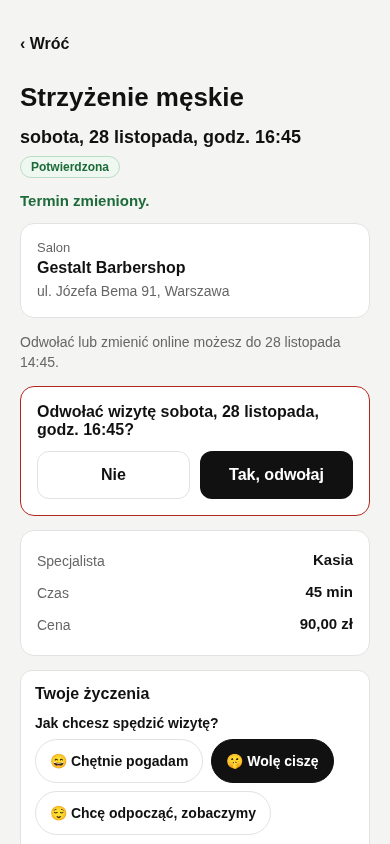 ‹ Wróć
Strzyżenie męskie
sobota, 28 listopada, godz. 16:45
Potwierdzona
Termin zmieniony.
Salon
Gestalt Barbershop
ul. Józefa Bema 91, Warszawa
Odwołać lub zmienić online możesz do 28 listopada
14:45.
Odwołać wizytę sobota, 28 listopada,
godz. 16:45?
Nie
Tak, odwołaj
Specjalista
Kasia
Czas
45 min
Cena
90,00 zł
Twoje życzenia
Jak chcesz spędzić wizytę?
😄 Chętnie pogadam
🤫 Wolę ciszę
😌 Chcę odpocząć, zobaczymy